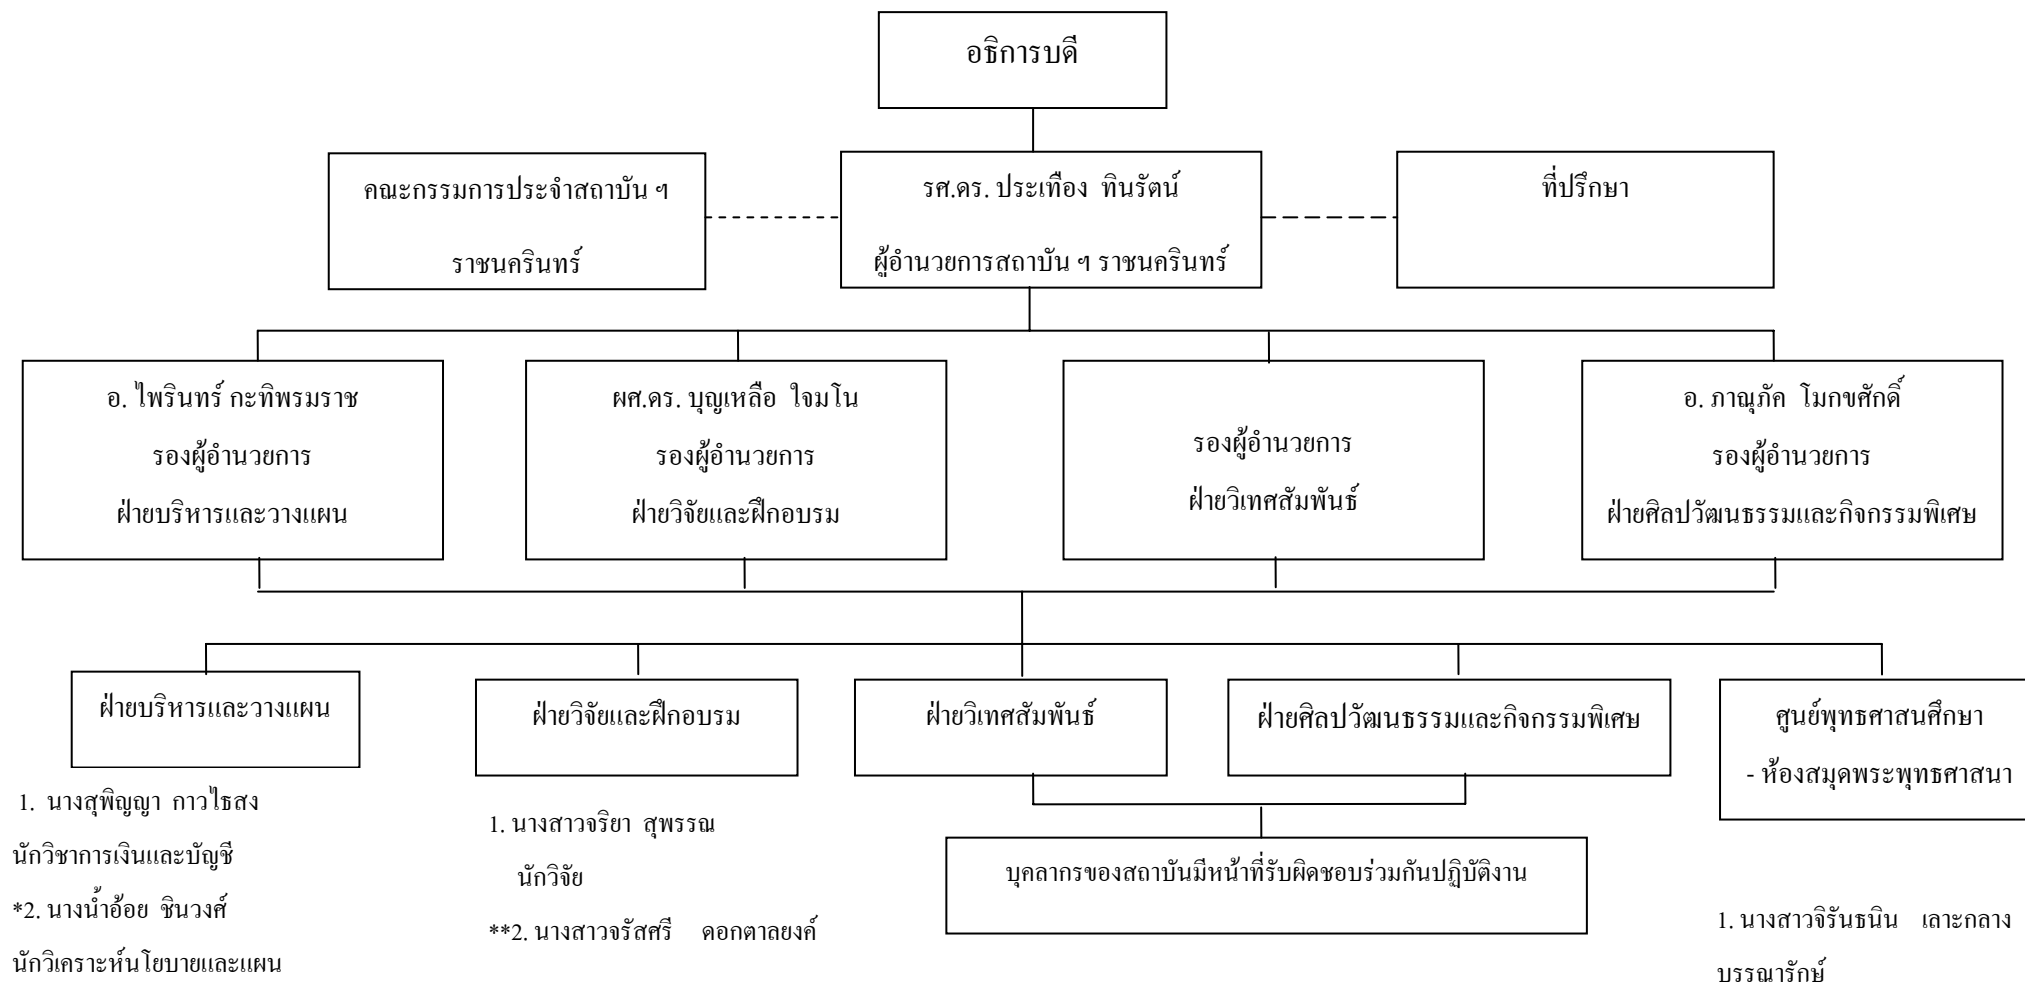 อธิการบดี
คณะกรรมการประจำสถาบัน ฯ
ราชนครินทร์
รศ.ดร. ประเทือง ทินรัตน์
ผู้อำนวยการสถาบัน ฯ ราชนครินทร์
ที่ปรึกษา
อ. ไพรินทร์ กะทิพรมราช
รองผู้อำนวยการ
ฝ่ายบริหารและวางแผน
ผศ.ดร. บุญเหลือ ใจมโน
รองผู้อำนวยการ
ฝ่ายวิจัยและฝึกอบรม
รองผู้อำนวยการ
ฝ่ายวิเทศสัมพันธ์
อ. ภาณุภัค โมกขศักดิ์
รองผู้อำนวยการ
ฝ่ายศิลปวัฒนธรรมและกิจกรรมพิเศษ
ฝ่ายบริหารและวางแผน
1. นางสุพิญญา กาวไธสง
นักวิชาการเงินและบัญชี
*2. นางน้ำอ้อย ชินวงศ์
นักวิเคราะห์นโยบายและแผน
ฝ่ายวิจัยและฝึกอบรม
1. นางสาวจริยา สุพรรณ
นักวิจัย
**2. นางสาวจรัสศรี ดอกตาลยงค์
ฝ่ายวิเทศสัมพันธ์
ฝ่ายศิลปวัฒนธรรมและกิจกรรมพิเศษ
บุคลากรของสถาบันมีหน้าที่รับผิดชอบร่วมกันปฏิบัติงาน
ศูนย์พุทธศาสนศึกษา
- ห้องสมุดพระพุทธศาสนา
1. นางสาวจิรันธนิน เลาะกลาง
บรรณารักษ์